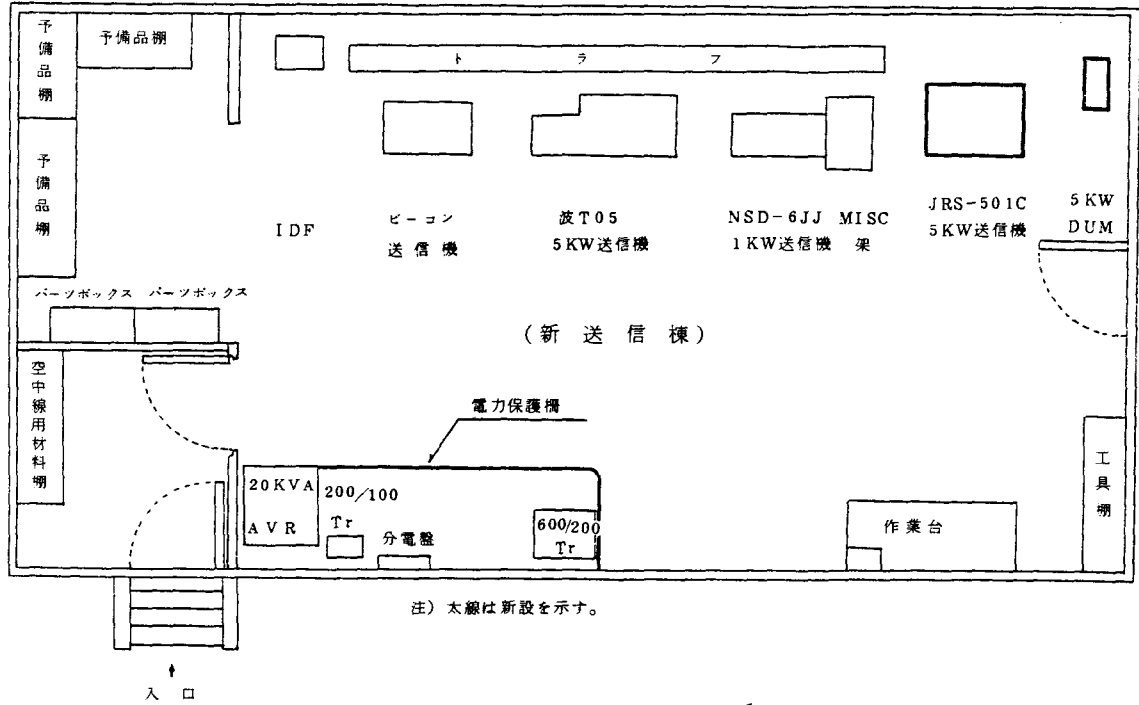 予備品棚
予備品棚
トラフ
予備品棚
IDF
ビーコン
送信機
波T05
5KW送信機
NSD-6JJ
1KW送信機
MISC
架
JRS-501C
5KW送信機
5KW
DUM
パーツボックス
パーツボックス
(新送信棟)
空中線用材料棚
電力保護柵
20KVA
AVR
200/100
Tr
分電盤
600/200
Tr
作業台
工具棚
注) 太線は新設を示す。
入口